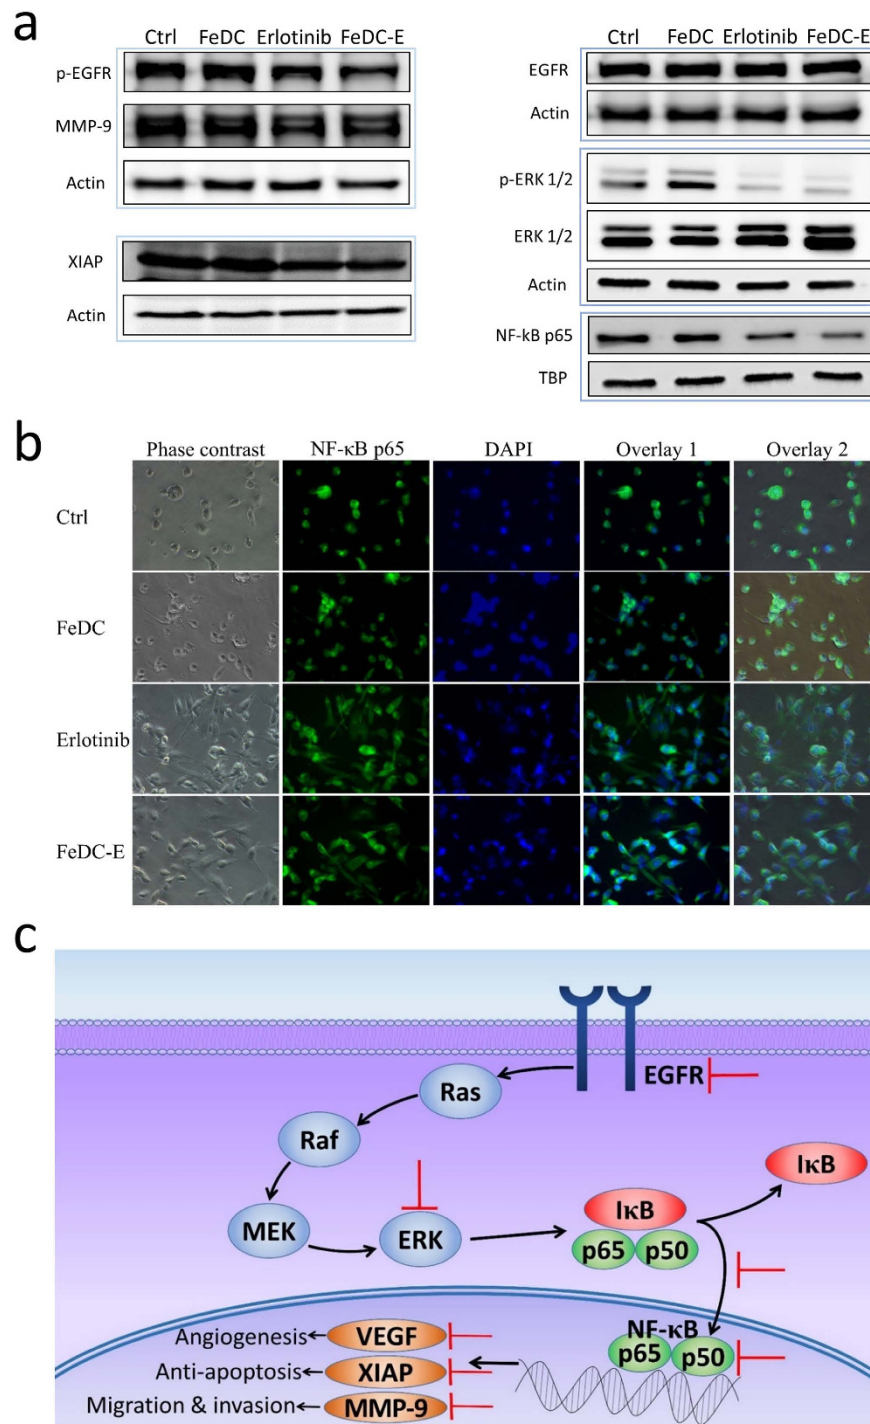 a
Ctrl FeDC Erlotinib FeDC-E
p-EGFR
MMP-9
Actin
XIAP
Actin
Ctrl FeDC Erlotinib FeDC-E
EGFR
Actin
p-ERK 1/2
ERK 1/2
Actin
NF-kB p65
TBP
b
Phase contrast NF-κB p65 DAPI Overlay 1 Overlay 2
Ctrl
FeDC
Erlotinib
FeDC-E
c
EGFR
Ras
Raf
MEK
ERK
IκB
p65 p50
IκB
NF-κB
p65 p50
Angiogenesis VEGF
Anti-apoptosis XIAP
Migration & invasion MMP-9